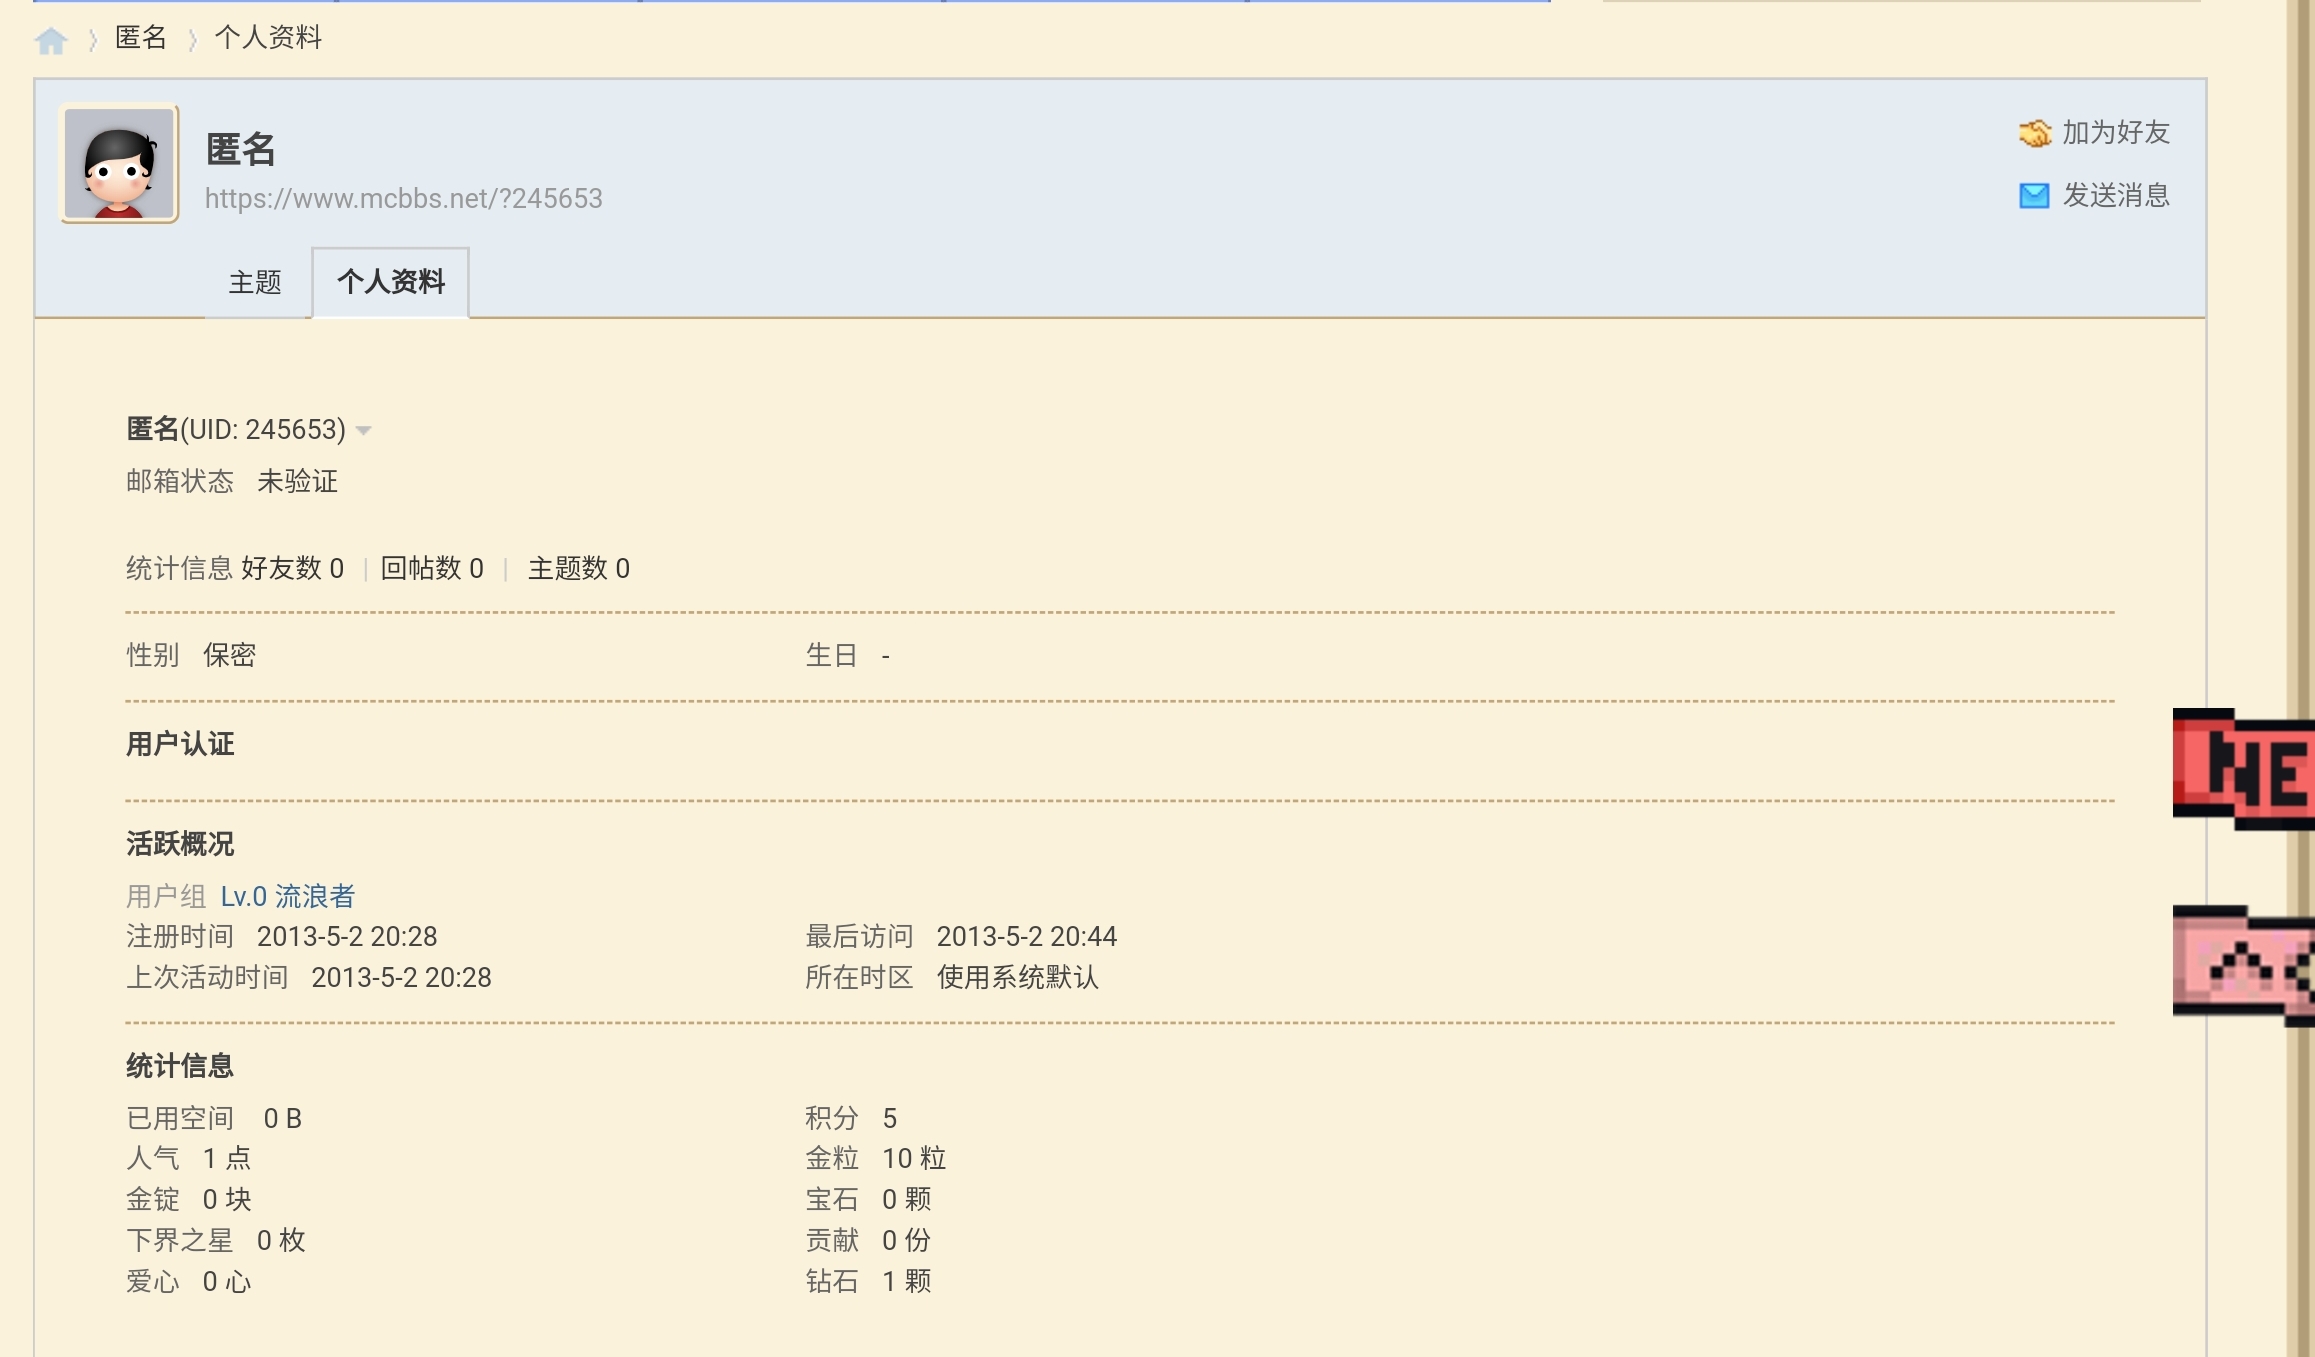 匿名 个人资料
匿名
https://www.mcbbs.net/?245653
加为好友
发送消息
主题 个人资料
匿名(UID: 245653)
邮箱状态 未验证
统计信息 好友数 0 | 回帖数 0 | 主题数 0
性别 保密 生日 -
用户认证
NE
活跃概况
用户组 Lv.0 流浪者
注册时间 2013-5-2 20:28 最后访问 2013-5-2 20:44
上次活动时间 2013-5-2 20:28 所在时区 使用系统默认
统计信息
已用空间 0 B 积分 5
人气 1 点 金粒 10 粒
金锭 0 块 宝石 0 颗
下界之星 0 枚 贡献 0 份
爱心 0 心 钻石 1 颗